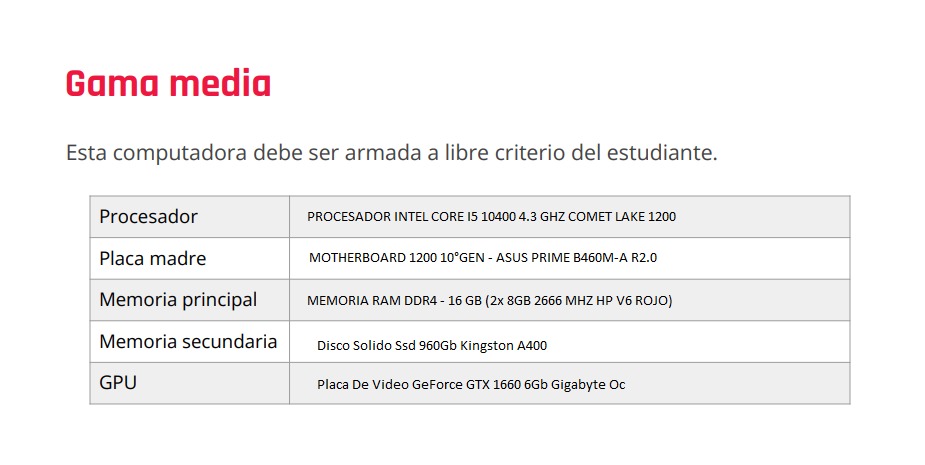 Gama media
Esta computadora debe ser armada a libre criterio del estudiante.
Procesador PROCESADOR INTEL CORE I5 10400 4.3 GHZ COMET LAKE 1200
Placa madre MOTHERBOARD 1200 10°GEN - ASUS PRIME B460M-A R2.0
Memoria principal MEMORIA RAM DDR4 - 16 GB (2x 8GB 2666 MHZ HP V6 ROJO)
Memoria secundaria Disco Solido Ssd 960Gb Kingston A400
GPU Placa De Video GeForce GTX 1660 6Gb Gigabyte Oc